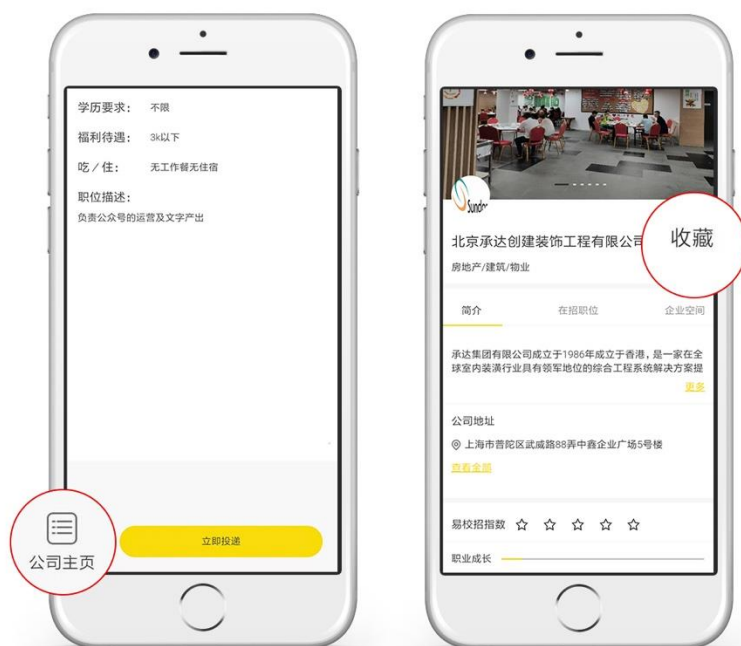 学历要求： 不限
福利待遇： 3k以下
吃／住： 无工作餐无住宿
职位描述：
负责公众号的运营及文字产出
公司主页
立即投递
Sundar
北京承达创建装饰工程有限公司
收藏
房地产/建筑/物业
简介 在招职位 企业空间
承达集团有限公司成立于1986年成立于香港，是一家在全
球室内装潢行业具有领军地位的综合工程系统解决方案提
更多
公司地址
上海市普陀区武威路88弄中鑫企业广场5号楼
查看全部
易校招指数
职业成长